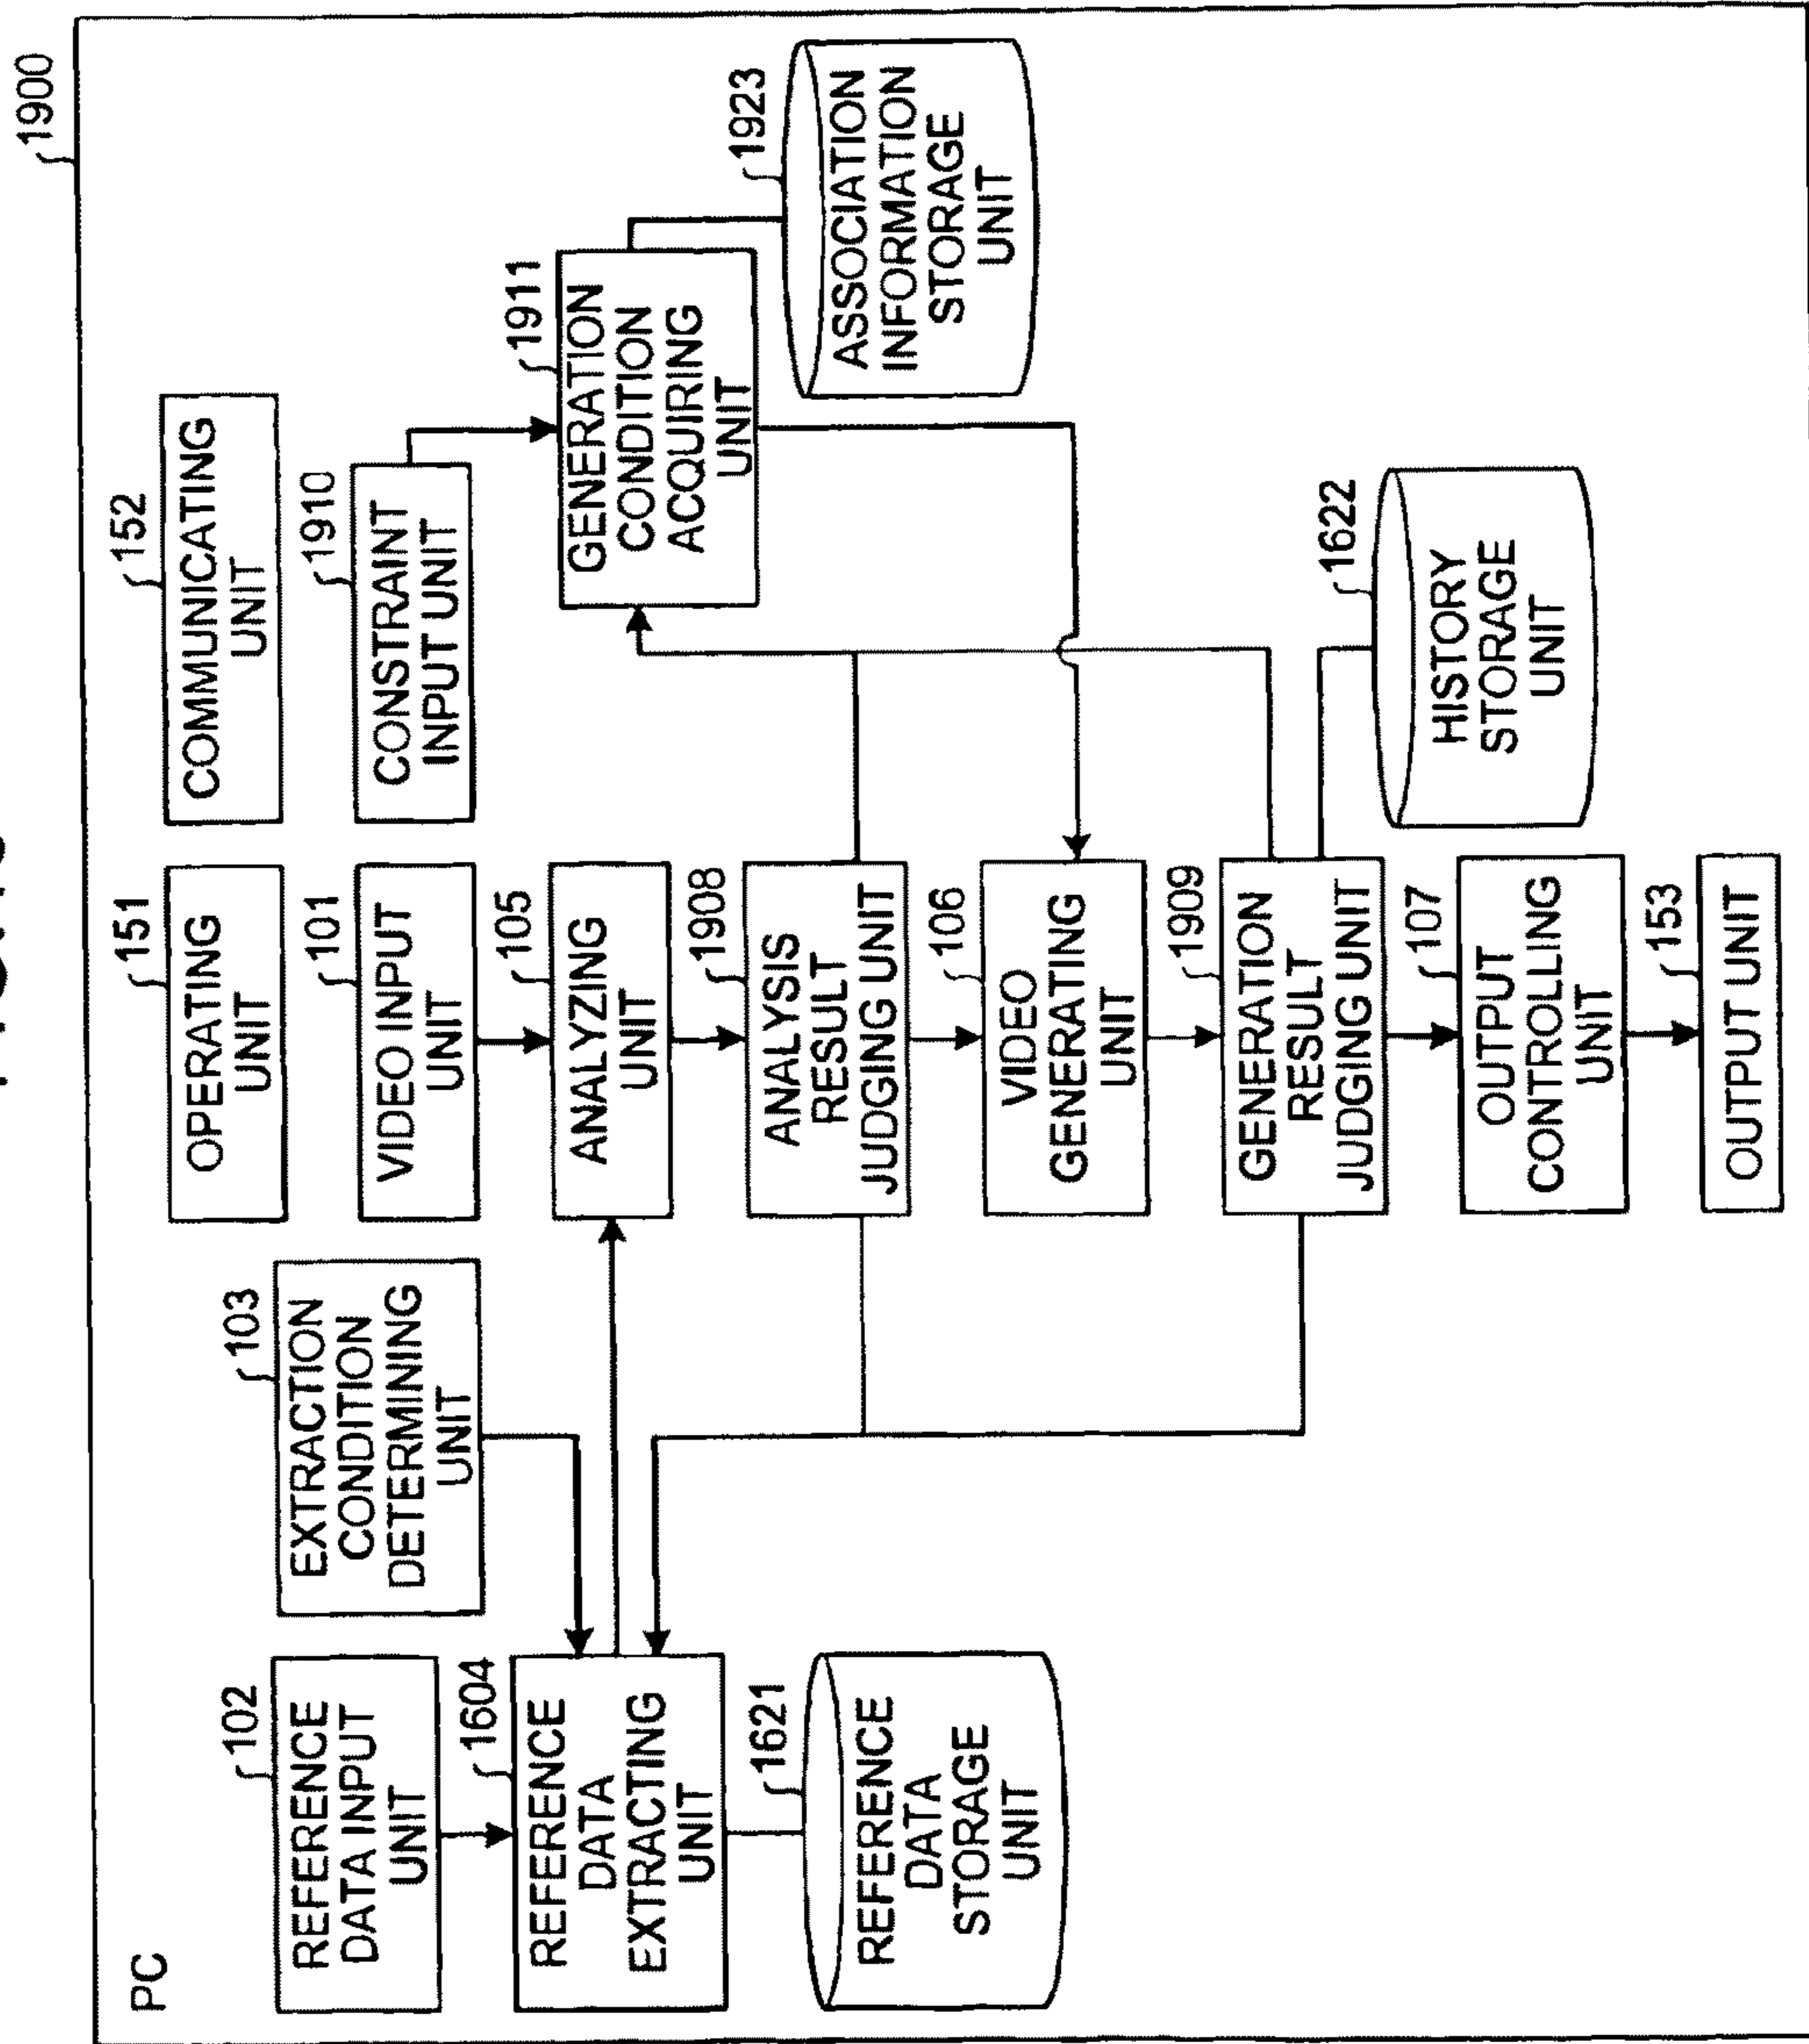 1900
PC
151
OPERATING
UNIT
152
COMMUNICATING
UNIT
102
REFERENCE
DATA INPUT
UNIT
103
EXTRACTION
CONDITION
DETERMINING
UNIT
101
VIDEO INPUT
UNIT
1910
CONSTRAINT
INPUT UNIT
1604
REFERENCE
DATA
EXTRACTING
UNIT
105
ANALYZING
UNIT
1911
GENERATION
CONDITION
ACQUIRING
UNIT
1621
REFERENCE
DATA
STORAGE
UNIT
1908
ANALYSIS
RESULT
JUDGING UNIT
1923
ASSOCIATION
INFORMATION
STORAGE
UNIT
106
VIDEO
GENERATING
UNIT
1909
GENERATION
RESULT
JUDGING UNIT
1622
HISTORY
STORAGE
UNIT
107
OUTPUT
CONTROLLING
UNIT
153
OUTPUT UNIT